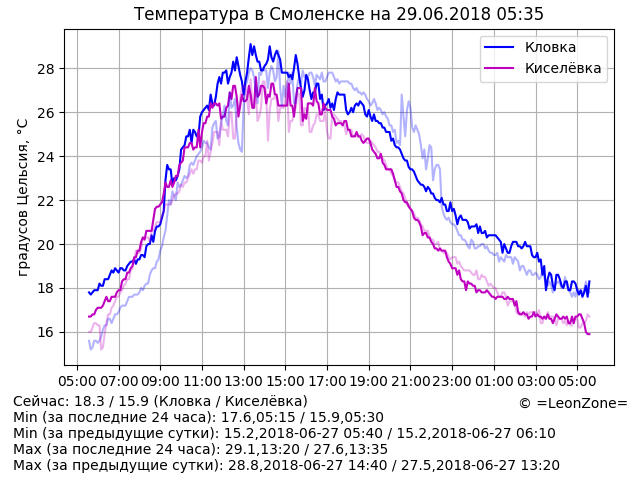 Температура в Смоленске на 29.06.2018 05:35
Кловка
Киселёвка
градусов Цельсия, °C
28
26
24
22
20
18
16
05:00 07:00 09:00 11:00 13:00 15:00 17:00 19:00 21:00 23:00 01:00 03:00 05:00
Сейчас: 18.3 / 15.9 (Кловка / Киселёвка)
© =LeonZone=
Min (за последние 24 часа): 17.6,05:15 / 15.9,05:30
Min (за предыдущие сутки): 15.2,2018-06-27 05:40 / 15.2,2018-06-27 06:10
Max (за последние 24 часа): 29.1,13:20 / 27.6,13:35
Max (за предыдущие сутки): 28.8,2018-06-27 14:40 / 27.5,2018-06-27 13:20